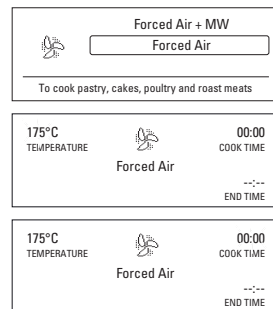 Forced Air + MW
Forced Air
To cook pastry, cakes, poultry and roast meats
175°C 00:00
TEMPERATURE COOK TIME
Forced Air
--:--
END TIME
175°C 00:00
TEMPERATURE COOK TIME
Forced Air
--:--
END TIME